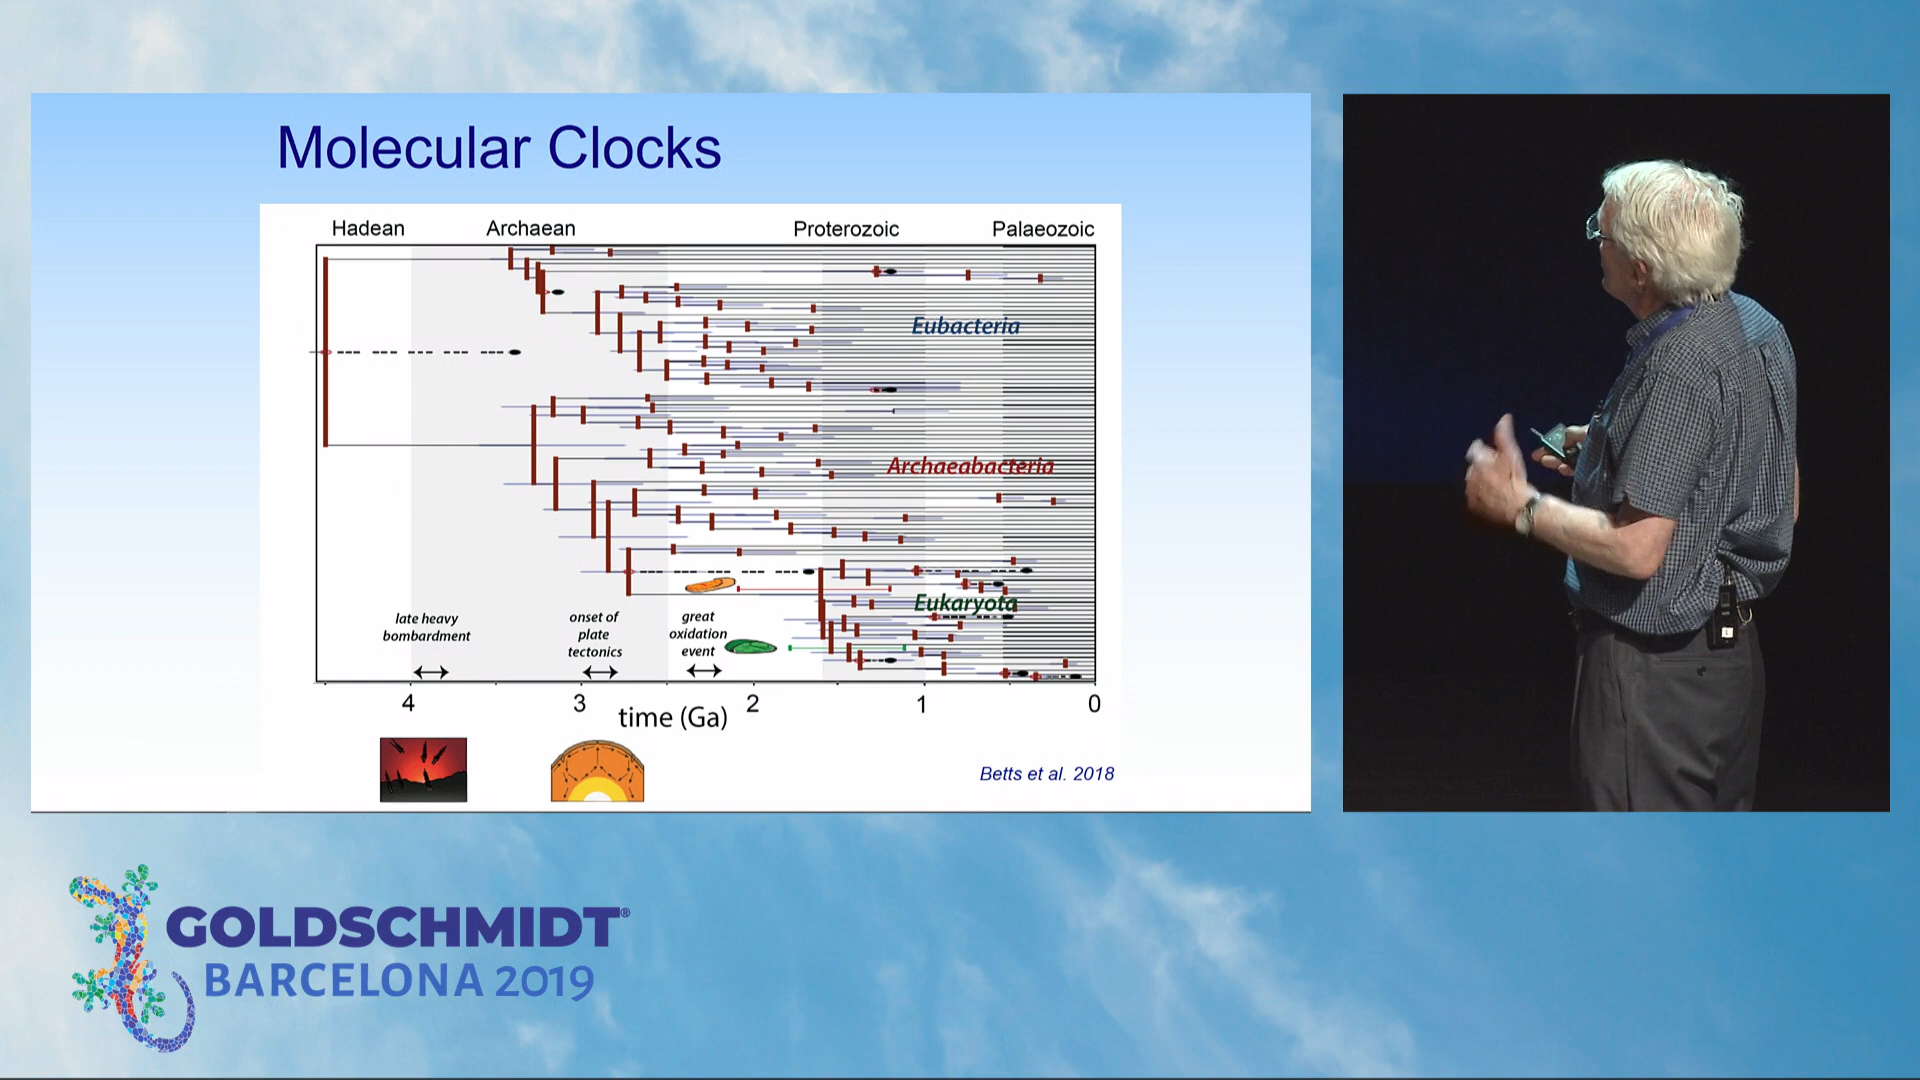 Molecular Clocks
Hadean Archaean Proterozoic Palaeozoic
Eubacteria
Archaeabacteria
Eukaryota
late heavy
bombardment
onset of
plate
tectonics
great
oxidation
event
4 3 2 1 0
time (Ga)
Betts et al. 2018
GOLDSCHMIDT®
BARCELONA 2019